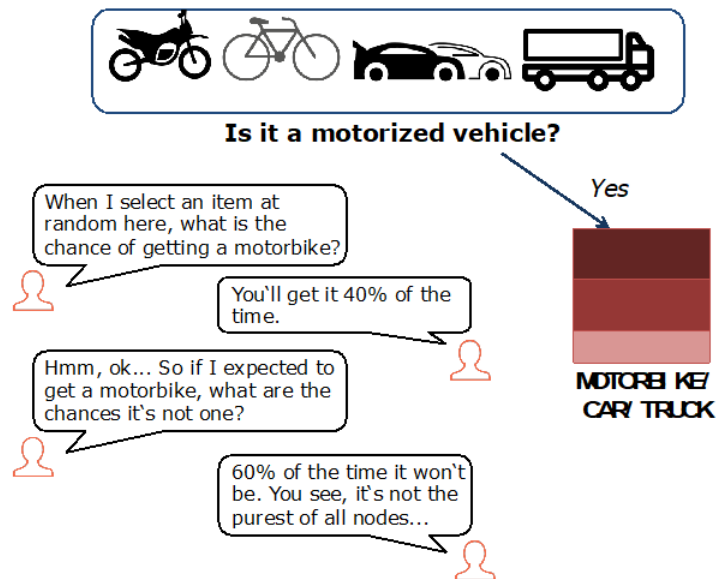 Is it a motorized vehicle?
Yes
When I select an item at
random here, what is the
chance of getting a motorbike?
You'll get it 40% of the
time.
Hmm, ok... So if I expected to
get a motorbike, what are the
chances it's not one?
60% of the time it won't
be. You see, it's not the
purest of all nodes...
MOTORBIKE/
CAR/ TRUCK